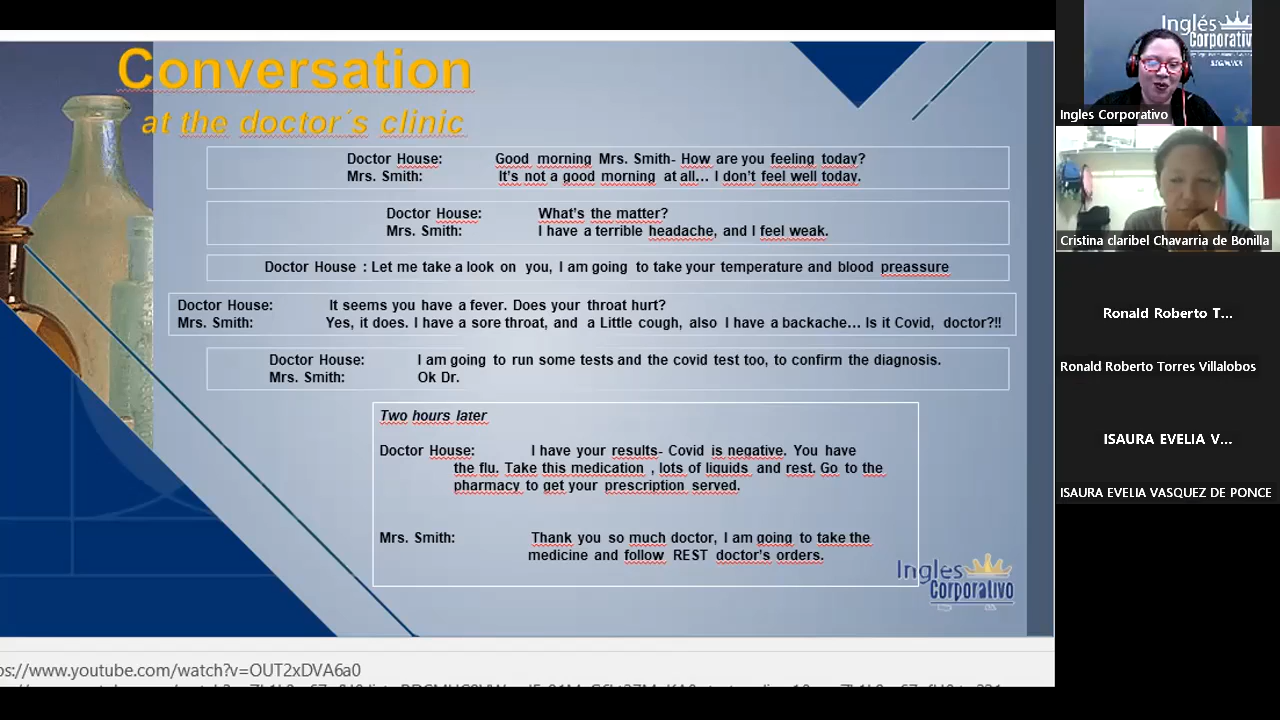 Conversation
at the doctor´s clinic
Doctor House: Good morning Mrs. Smith- How are you feeling today?
Mrs. Smith: It's not a good morning at all... I don't feel well today.
Doctor House: What's the matter?
Mrs. Smith: I have a terrible headache, and I feel weak.
Doctor House : Let me take a look on you, I am going to take your temperature and blood preassure
Doctor House: It seems you have a fever. Does your throat hurt?
Mrs. Smith: Yes, it does. I have a sore throat, and a Little cough, also I have a backache... Is it Covid, doctor?!!
Doctor House: I am going to run some tests and the covid test too, to confirm the diagnosis.
Mrs. Smith: Ok Dr.
Two hours later
Doctor House: I have your results- Covid is negative. You have
the flu. Take this medication , lots of liquids and rest. Go to the
pharmacy to get your prescription served.
Mrs. Smith: Thank you so much doctor, I am going to take the
medicine and follow REST doctor's orders.
Ingles
Corporativo
ps://www.youtube.com/watch?v=OUT2xDVA6a0
Inglés
Corporativo
Ingles Corporativo
Cristina claribel Chavarria de Bonilla
Ronald Roberto T...
Ronald Roberto Torres Villalobos
ISAURA EVELIA V...
ISAURA EVELIA VASQUEZ DE PONCE